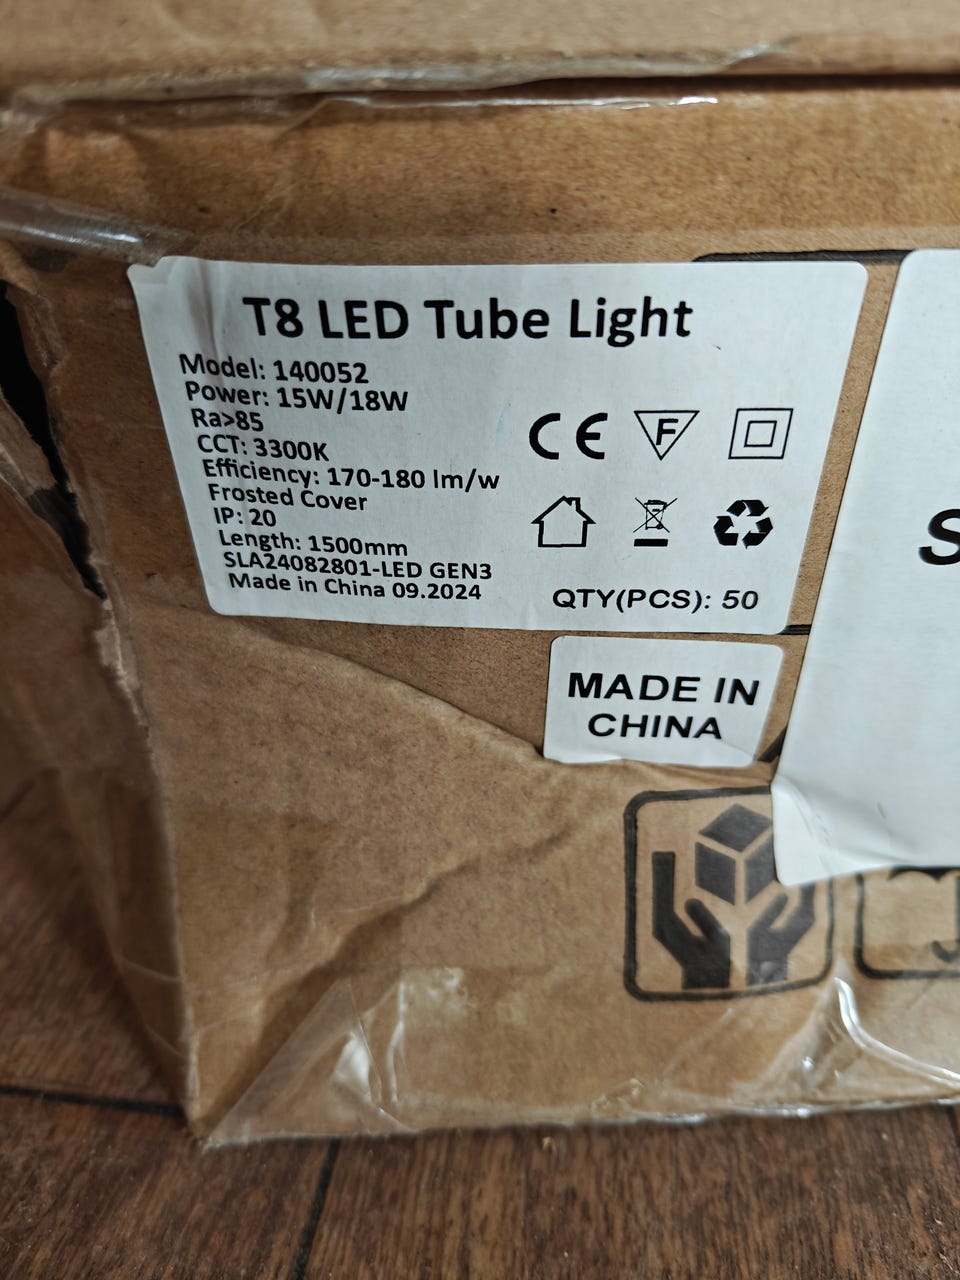 T8 LED Tube Light
Model: 140052
Power: 15W/18W
Ra>85
CCT: 3300K
Efficiency: 170-180 lm/w
Frosted Cover
IP: 20
Length: 1500mm
SLA24082801-LED GEN3
Made in China 09.2024
CE
F
QTY(PCS): 50
MADE IN
CHINA
S